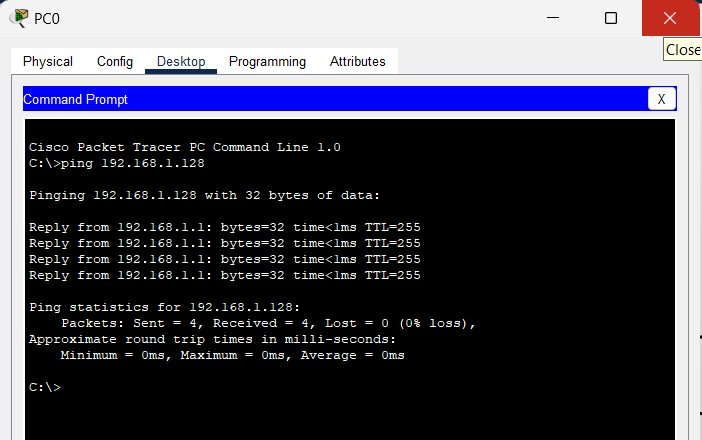 PC0
Close
Physical Config Desktop Programming Attributes
Command Prompt
X
Cisco Packet Tracer PC Command Line 1.0
C:\>ping 192.168.1.128
Pinging 192.168.1.128 with 32 bytes of data:
Reply from 192.168.1.1: bytes=32 time<1ms TTL=255
Reply from 192.168.1.1: bytes=32 time<1ms TTL=255
Reply from 192.168.1.1: bytes=32 time<1ms TTL=255
Reply from 192.168.1.1: bytes=32 time<1ms TTL=255
Ping statistics for 192.168.1.128:
Packets: Sent = 4, Received = 4, Lost = 0 (0% loss),
Approximate round trip times in milli-seconds:
Minimum = 0ms, Maximum = 0ms, Average = 0ms
C:\>